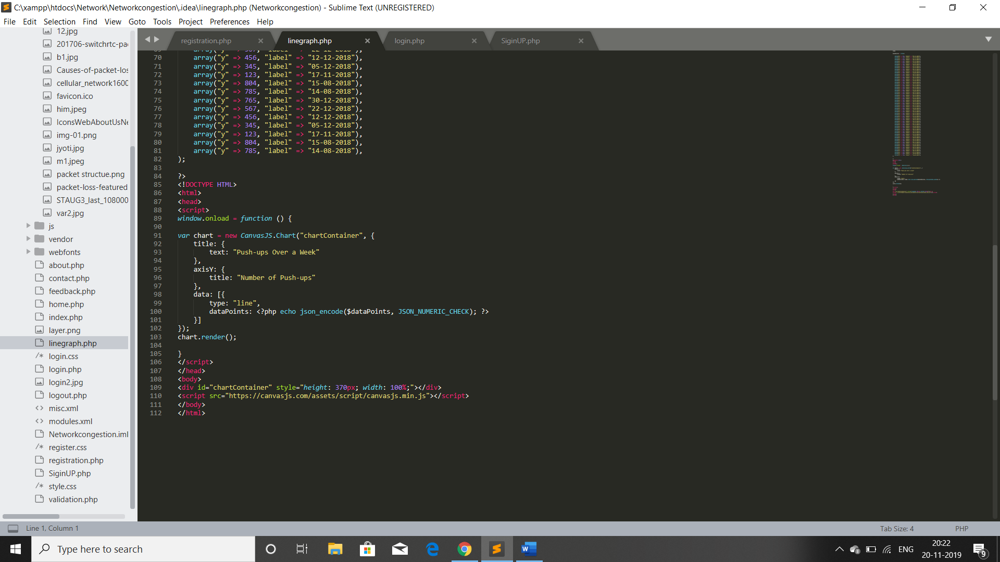 C:\xampp\htdocs\Network\Networkcongestion\.idea\linegraph.php (Networkcongestion) - Sublime Text (UNREGISTERED)
File Edit Selection Find View Goto Tools Project Preferences Help
12.jpg
201706-switchrtc-pa
b1.jpg
Causes-of-packet-los
cellular_network1600
favicon.ico
him.jpeg
IconsWebAboutUsNe
img-01.png
jyoti.jpg
m1.jpeg
packet structue.png
packet-loss-featured
STAUG3_last_108000
var2.jpg
js
vendor
webfonts
about.php
contact.php
feedback.php
home.php
index.php
layer.png
linegraph.php
login.css
login.php
login2.jpg
logout.php
misc.xml
modules.xml
Networkcongestion.iml
register.css
registration.php
SiginUP.php
style.css
validation.php
registration.php linegraph.php login.php SiginUP.php
69 array("y" => 567, "label" => "22-12-2018"),
70 array("y" => 456, "label" => "12-12-2018"),
71 array("y" => 345, "label" => "05-12-2018"),
72 array("y" => 123, "label" => "17-11-2018"),
73 array("y" => 804, "label" => "15-08-2018"),
74 array("y" => 785, "label" => "14-08-2018"),
75 array("y" => 765, "label" => "30-12-2018"),
76 array("y" => 567, "label" => "22-12-2018"),
77 array("y" => 456, "label" => "12-12-2018"),
78 array("y" => 345, "label" => "05-12-2018"),
79 array("y" => 123, "label" => "17-11-2018"),
80 array("y" => 804, "label" => "15-08-2018"),
81 array("y" => 785, "label" => "14-08-2018"),
82 );
83
84 ?>
85 <!DOCTYPE HTML>
86 <html>
87 <head>
88 <script>
89 window.onload = function () {
90
91 var chart = new CanvasJS.Chart("chartContainer", {
92 title: {
93 text: "Push-ups Over a Week"
94 },
95 axisY: {
96 title: "Number of Push-ups"
97 },
98 data: [{
99 type: "line",
100 dataPoints: <?php echo json_encode($dataPoints, JSON_NUMERIC_CHECK); ?>
101 }]
102 });
103 chart.render();
104
105 }
106 </script>
107 </head>
108 <body>
109 <div id="chartContainer" style="height: 370px; width: 100%;"></div>
110 <script src="https://canvasjs.com/assets/script/canvasjs.min.js"></script>
111 </body>
112 </html>
Line 1, Column 1 Tab Size: 4 PHP
Type here to search
ENG
20:22
20-11-2019
9